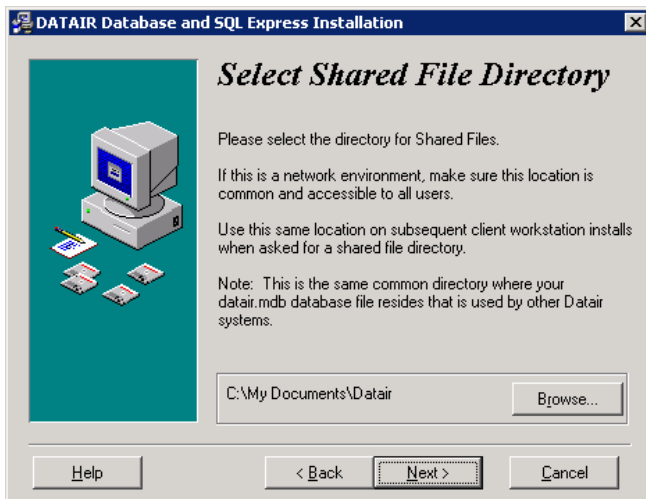 DATAIR Database and SQL Express Installation
Select Shared File Directory
Please select the directory for Shared Files.
If this is a network environment, make sure this location is
common and accessible to all users.
Use this same location on subsequent client workstation installs
when asked for a shared file directory.
Note:  This is the same common directory where your
datair.mdb database file resides that is used by other Datair
systems.
C:\My Documents\Datair
Browse...
Help
< Back
Next >
Cancel